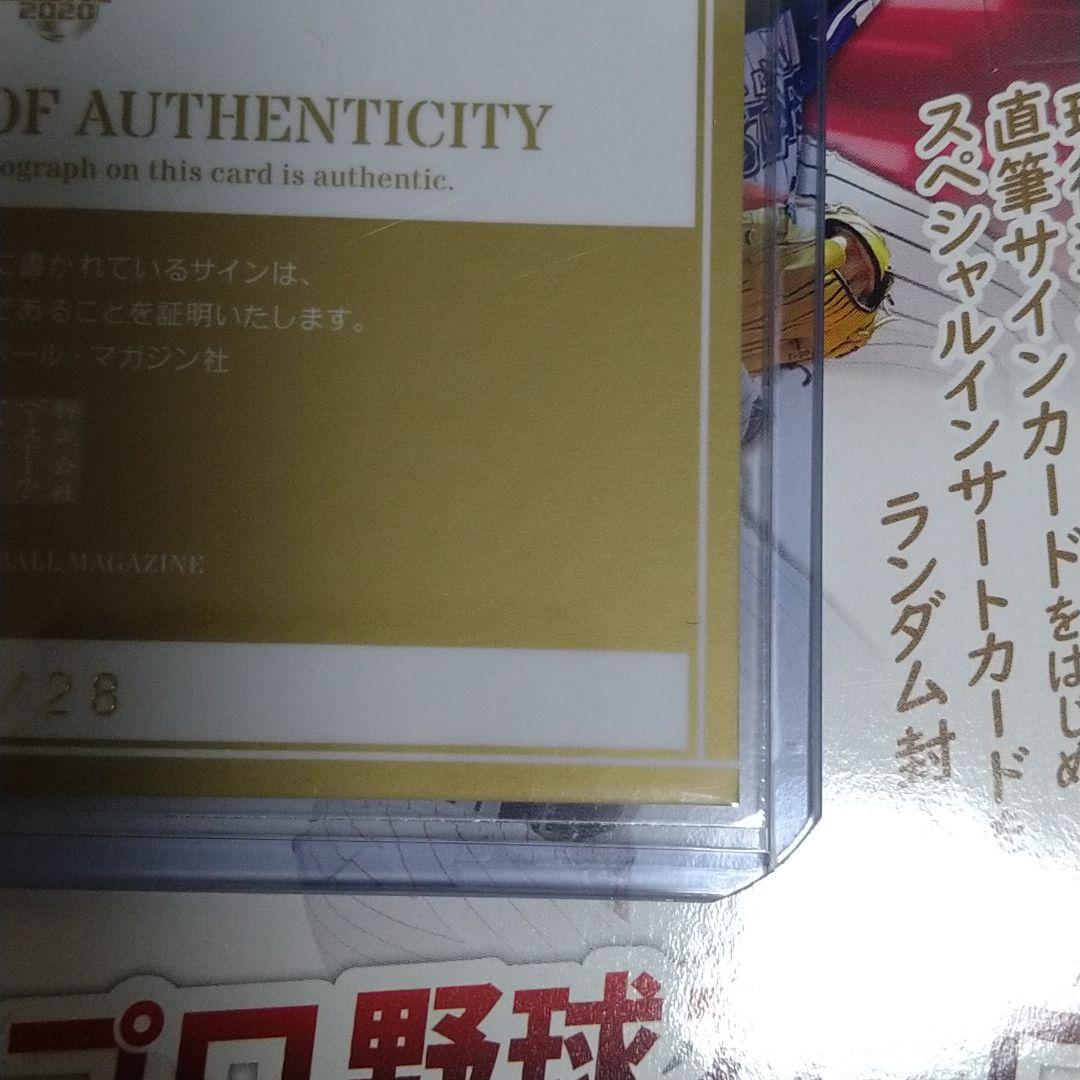 2020
OF AUTHENTICITY
ograph on this card is authentic.
に書かれているサインは、
であることを証明いたします。
ール・マガジン社
株式会社
BALL MAGAZINE
/28
直筆サインカードをはじめ
スペシャルインサートカード
ランダム封
プロ野球